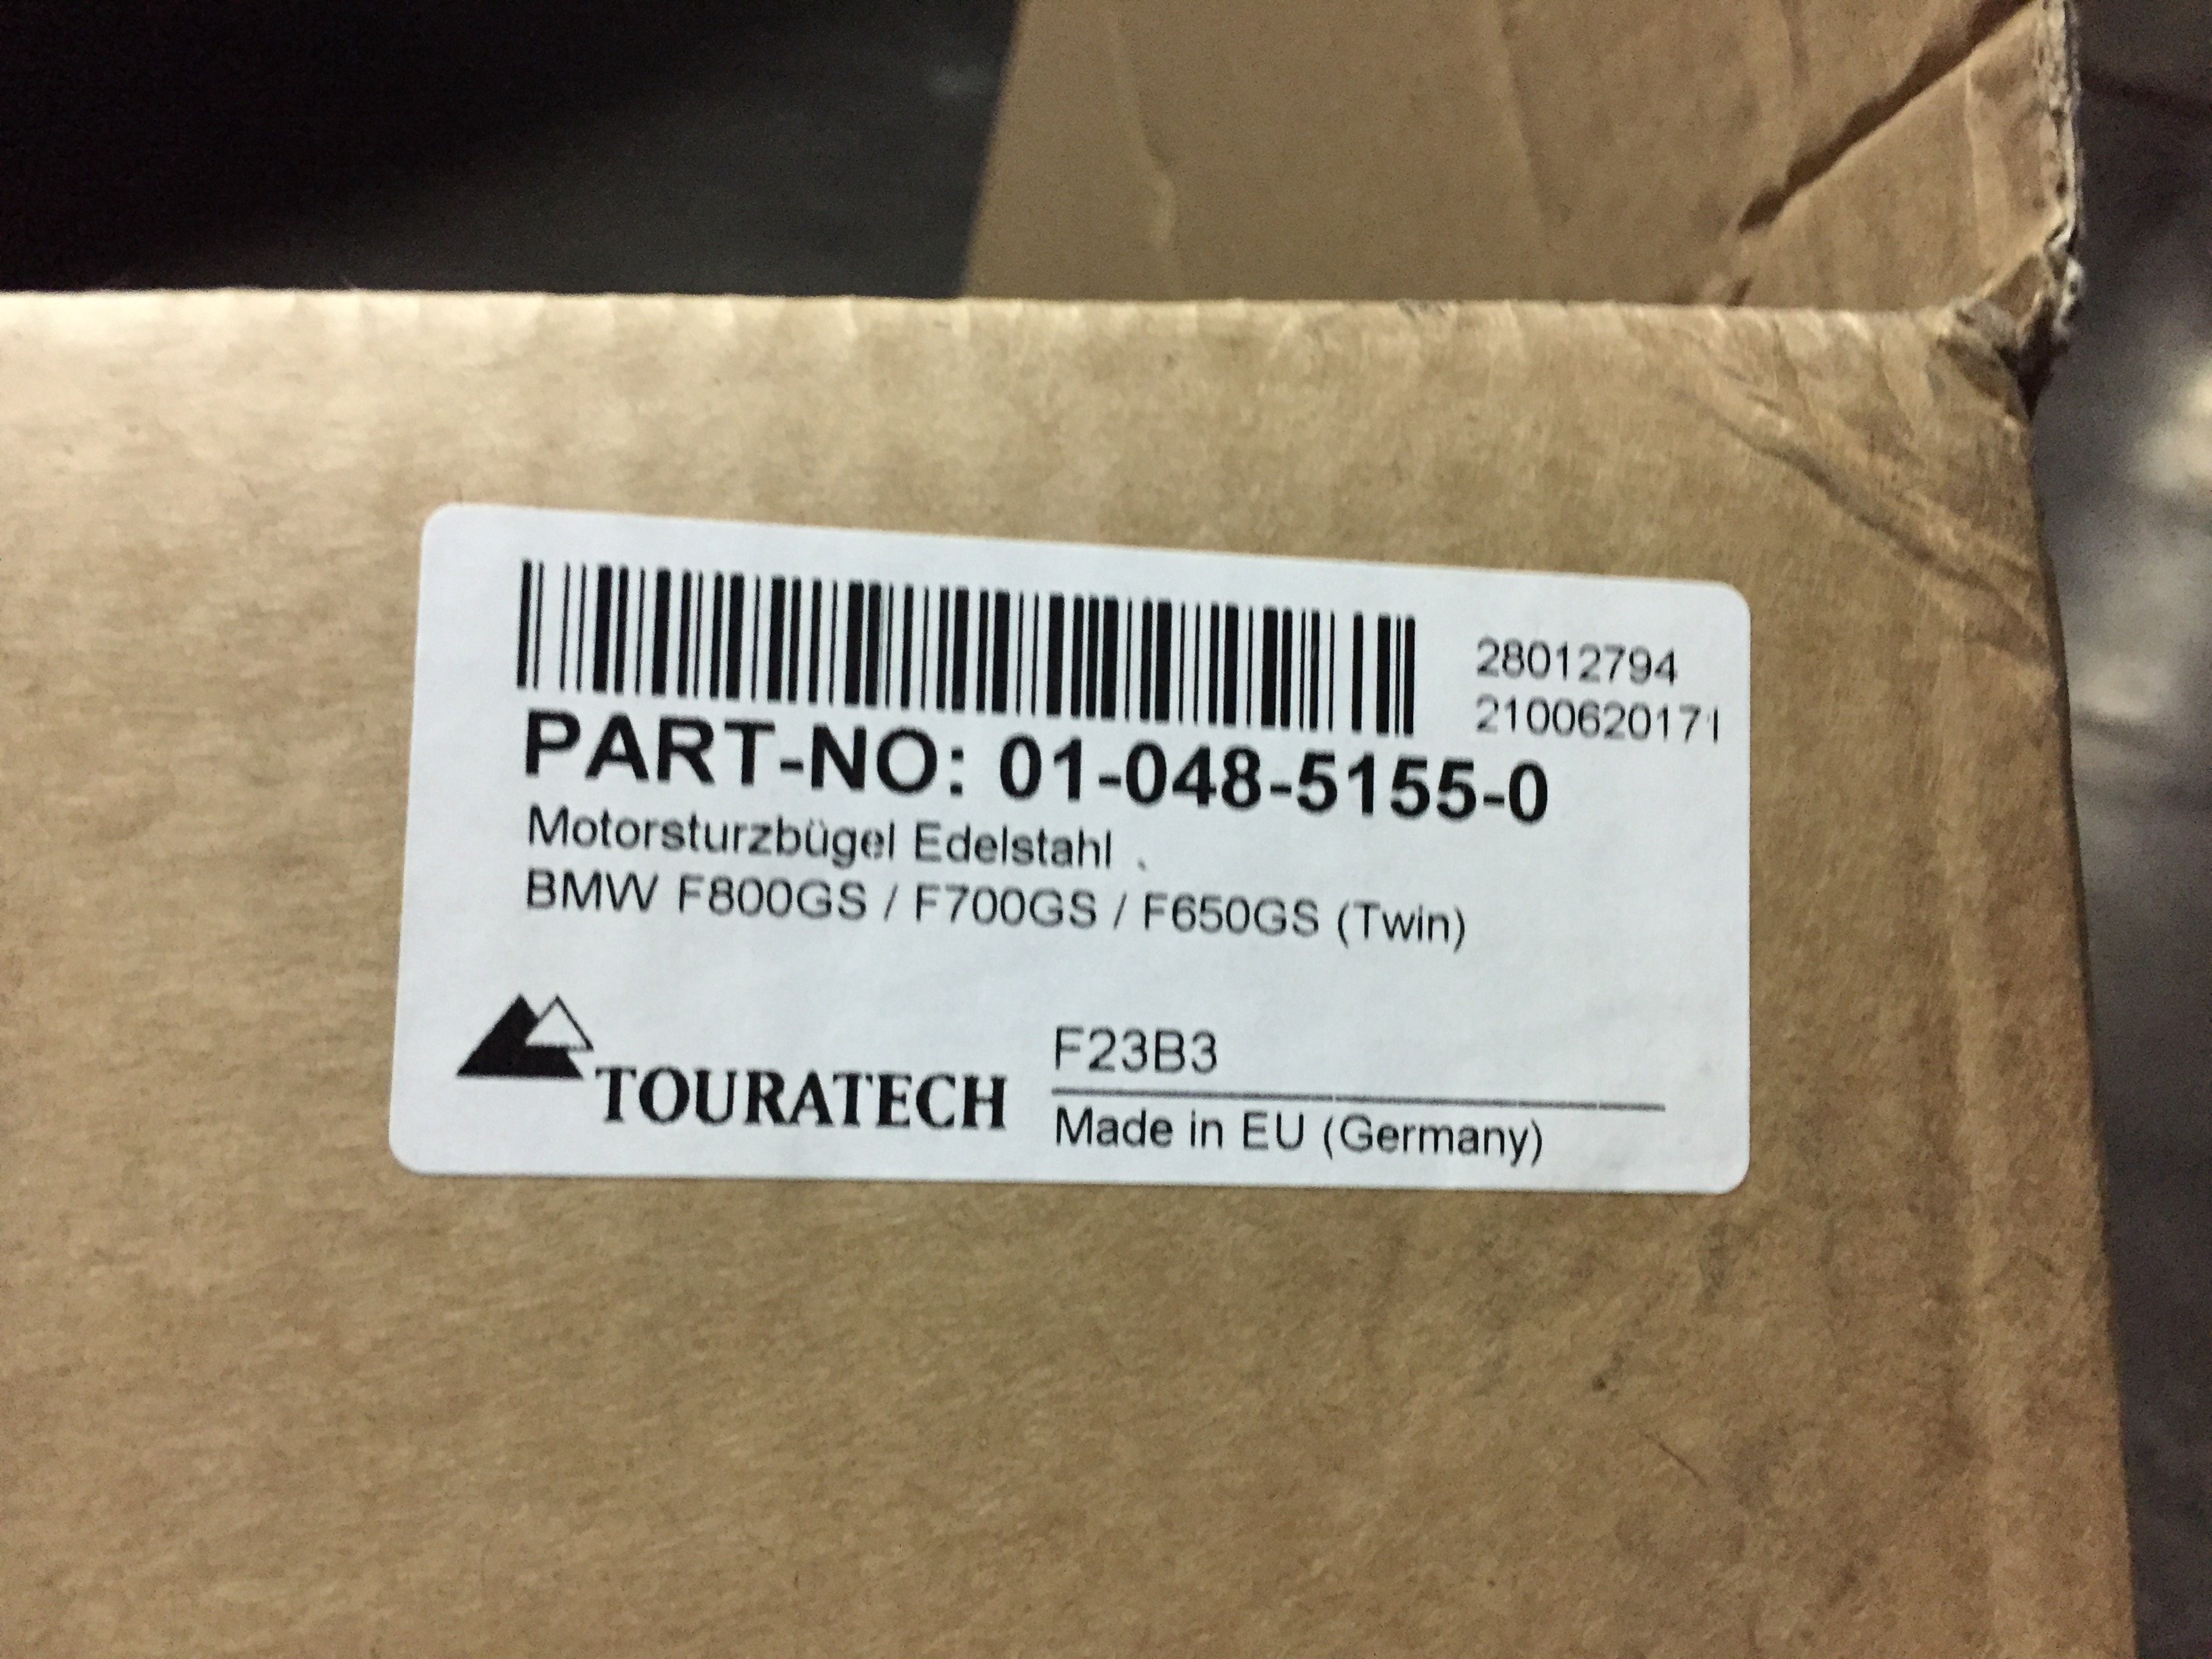 28012794
2100620171
PART-NO: 01-048-5155-0
Motorsturzbügel Edelstahl .
BMW F800GS / F700GS / F650GS (Twin)
TOURATECH
F23B3
Made in EU (Germany)